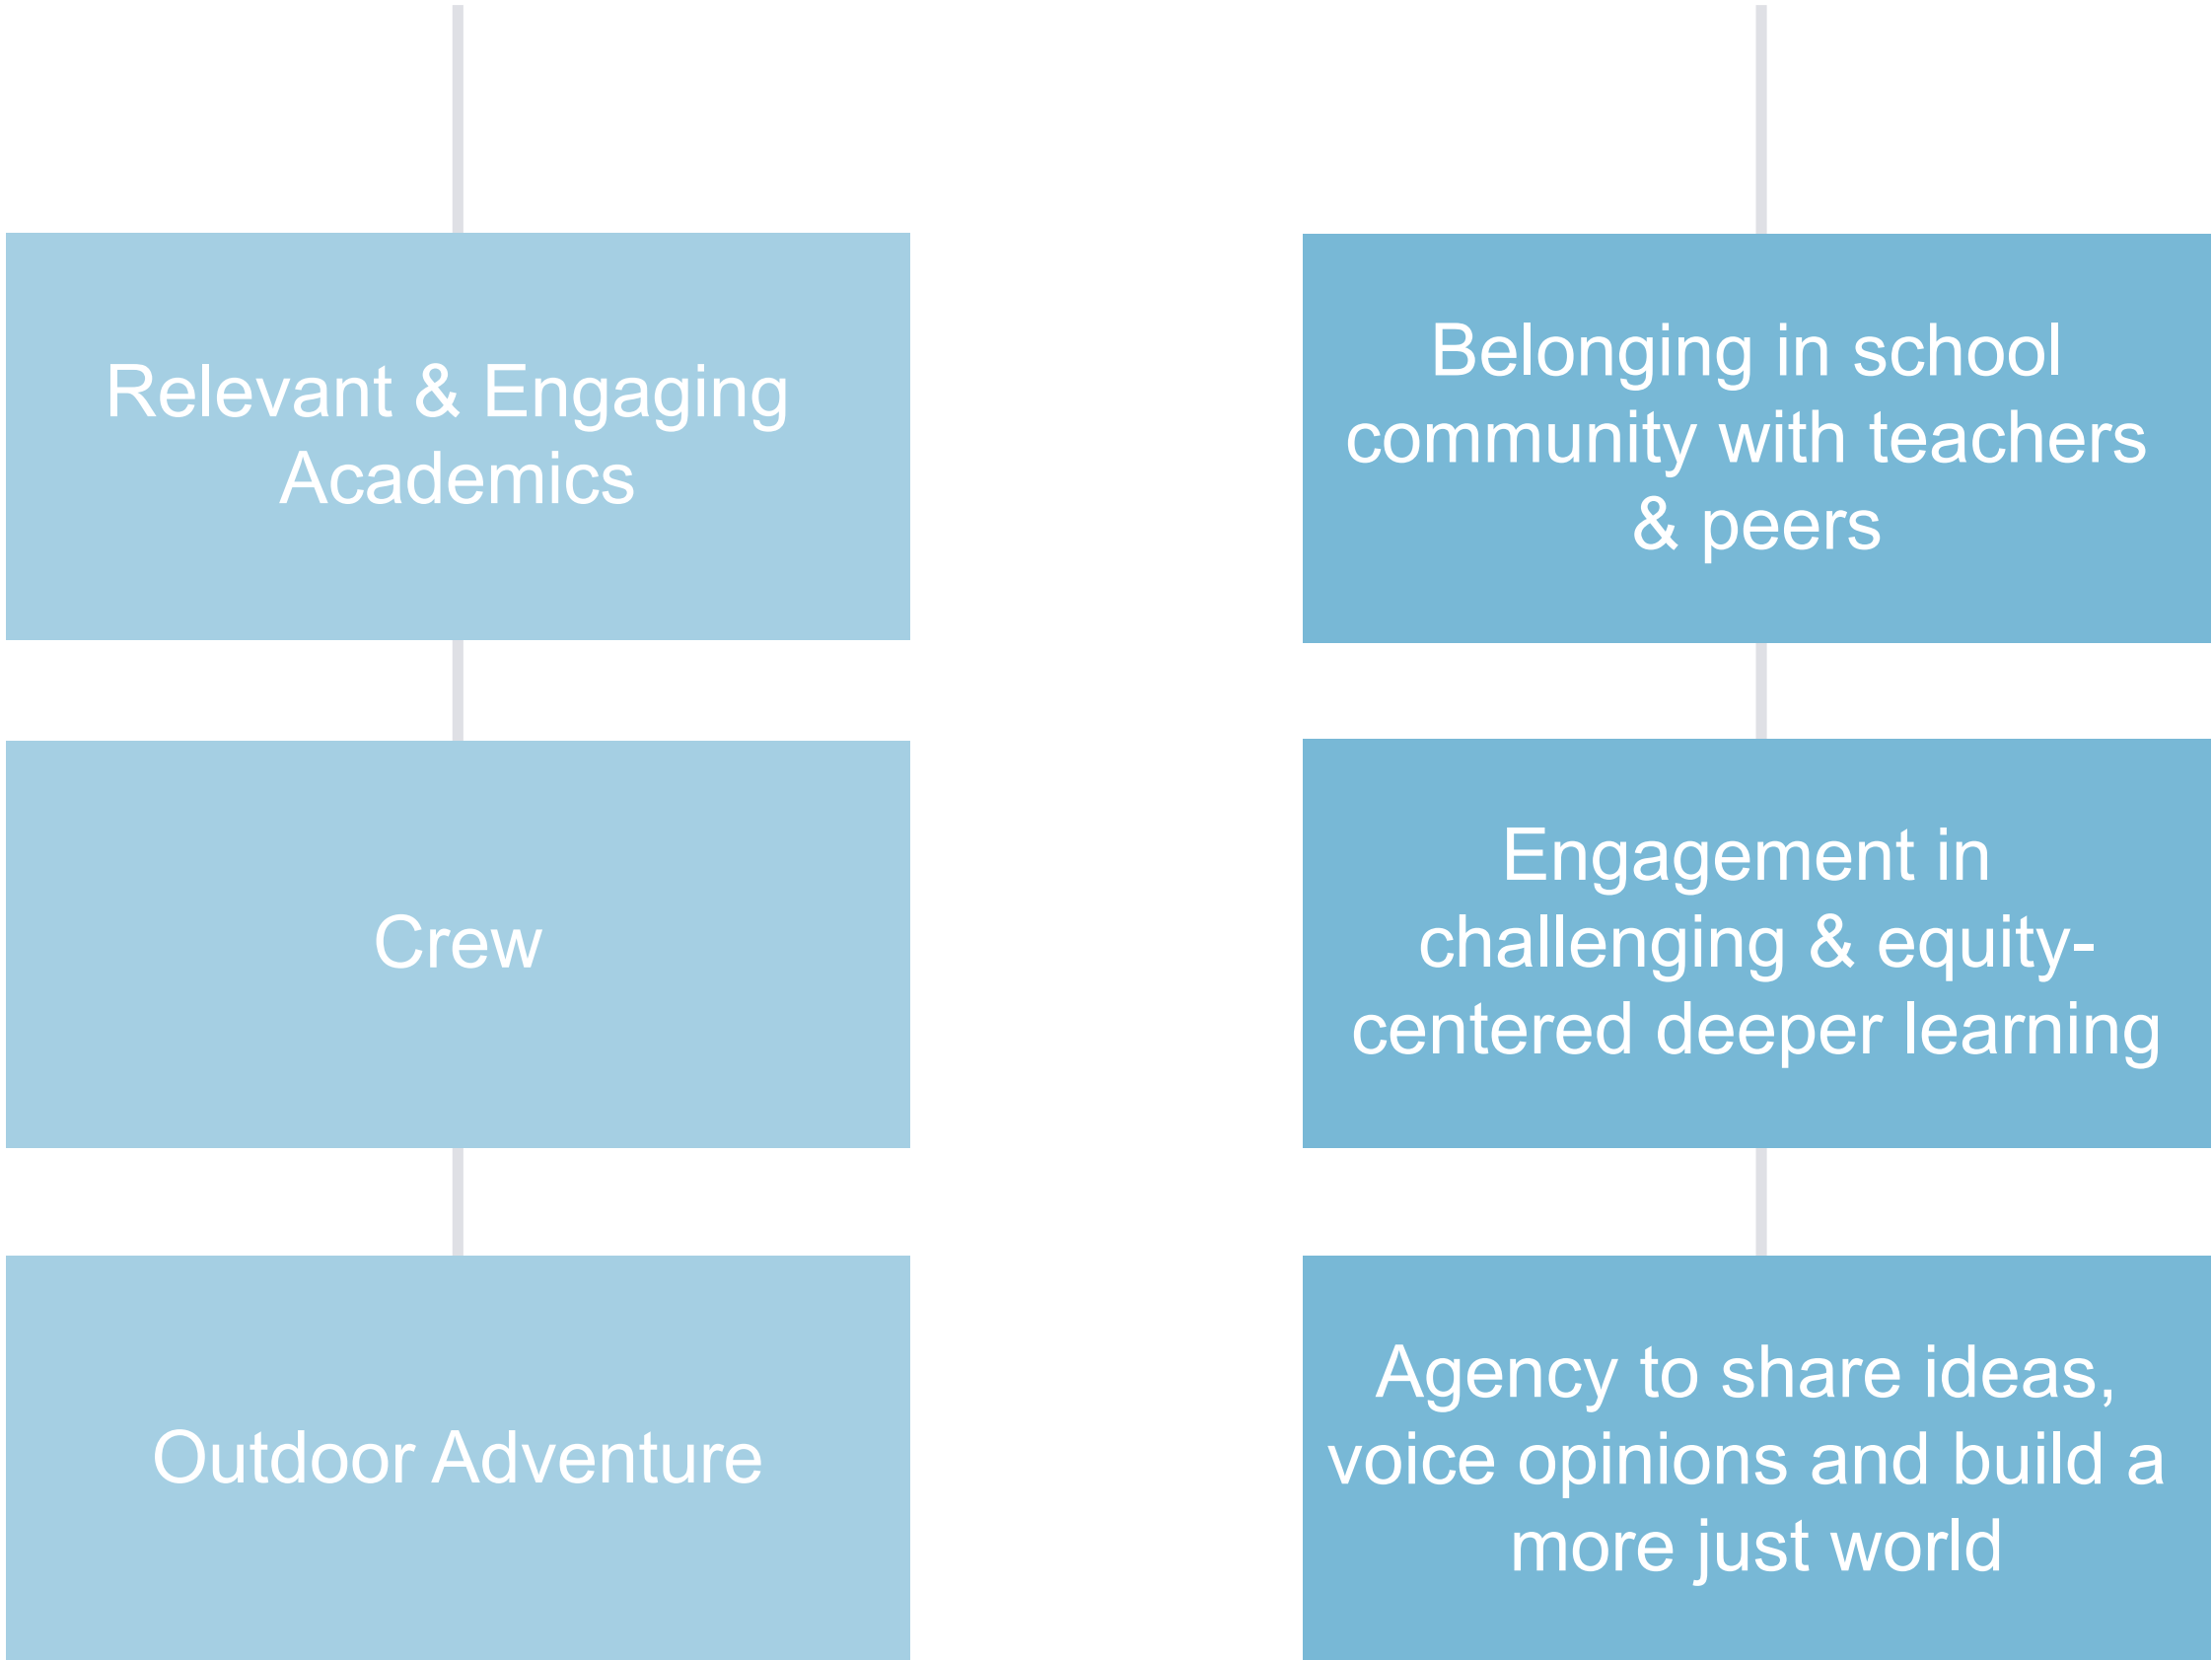 Relevant & Engaging
Academics
Crew
Outdoor Adventure
Belonging in school
community with teachers
& peers
Engagement in
challenging & equity-
centered deeper learning
Agency to share ideas,
voice opinions and build a
more just world